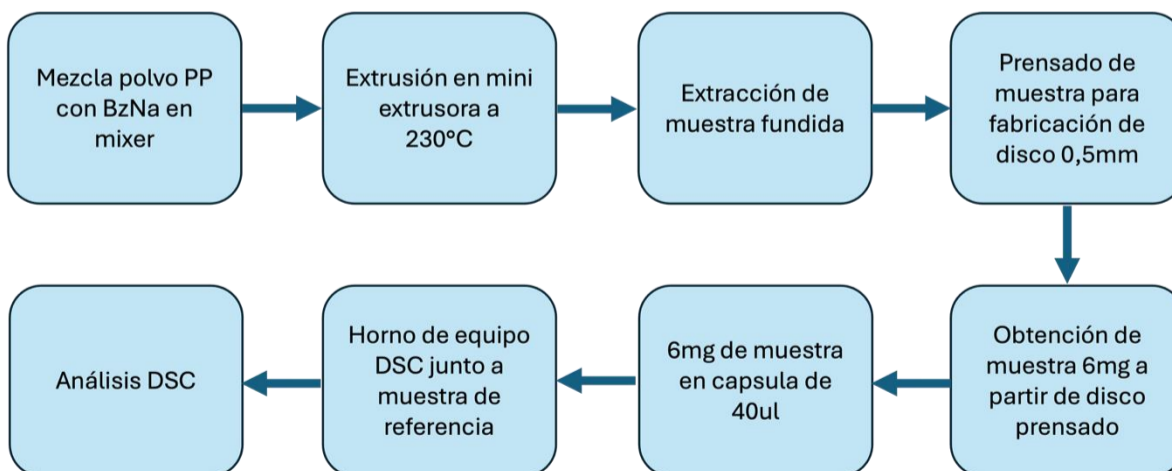 Mezcla polvo PP
con BzNa en
mixer
Extrusión en mini
extrusora a
230°C
Extracción de
muestra fundida
Prensado de
muestra para
fabricación de
disco 0,5mm
Obtención de
muestra 6mg a
partir de disco
prensado
6mg de muestra
en capsula de
40ul
Horno de equipo
DSC junto a
muestra de
referencia
Análisis DSC